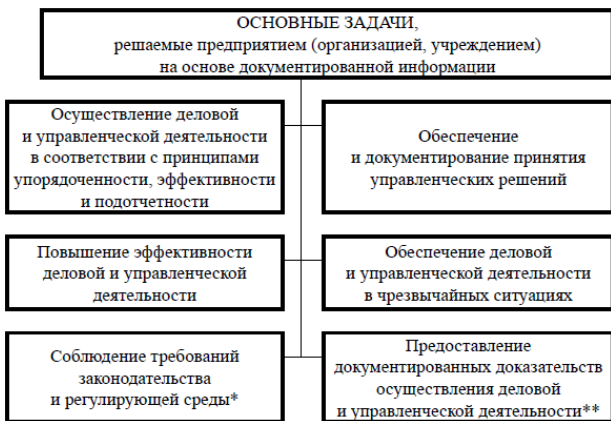 ОСНОВНЫЕ ЗАДАЧИ,
решаемые предприятием (организацией, учреждением)
на основе документированной информации
Осуществление деловой
и управленческой деятельности
в соответствии с принципами
упорядоченности, эффективности
и подотчетности
Обеспечение
и документирование принятия
управленческих решений
Повышение эффективности
деловой и управленческой
деятельности
Обеспечение деловой
и управленческой деятельности
в чрезвычайных ситуациях
Соблюдение требований
законодательства
и регулирующей среды*
Предоставление
документированных доказательств
осуществления деловой
и управленческой деятельности**